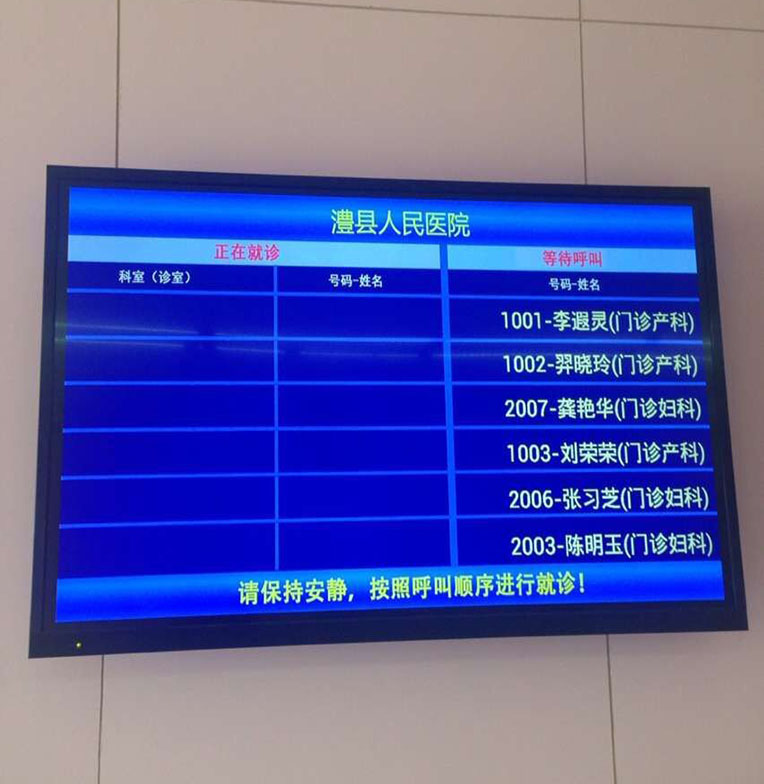 澧县人民医院
正在就诊 等待呼叫
科室（诊室） 号码-姓名 号码-姓名
1001-李遐灵(门诊产科)
1002-羿晓玲(门诊产科)
2007-龚艳华(门诊妇科)
1003-刘荣荣(门诊产科)
2006-张习芝(门诊妇科)
2003-陈明玉(门诊妇科)
请保持安静，按照呼叫顺序进行就诊！